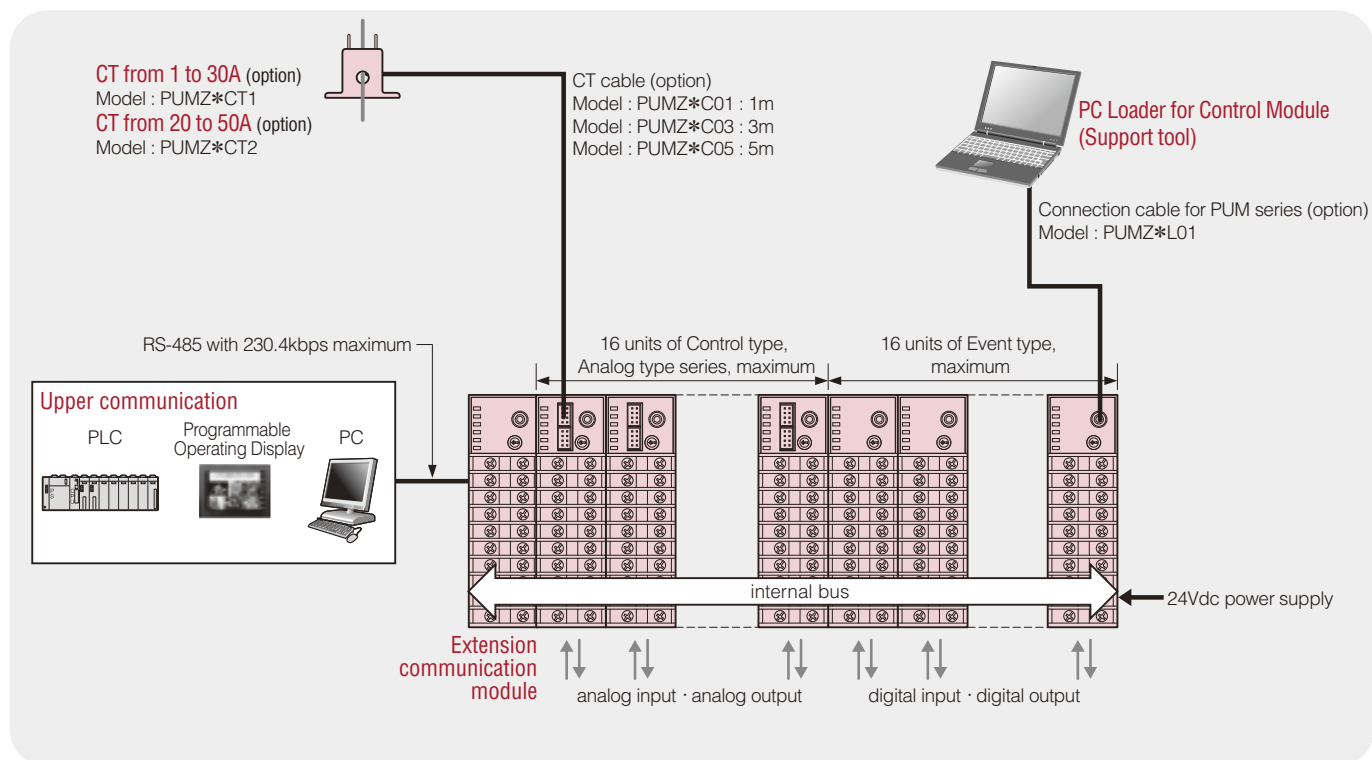 CT from 1 to 30A (option)
Model : PUMZ✱CT1
CT from 20 to 50A (option)
Model : PUMZ✱CT2
CT cable (option)
Model : PUMZ✱C01 : 1m
Model : PUMZ✱C03 : 3m
Model : PUMZ✱C05 : 5m
PC Loader for Control Module
(Support tool)
Connection cable for PUM series (option)
Model : PUMZ✱L01
RS-485 with 230.4kbps maximum
16 units of Control type,
Analog type series, maximum
16 units of Event type,
maximum
Upper communication
PLC
Programmable
Operating Display
PC
internal bus
24Vdc power supply
Extension
communication
module
analog input · analog output
digital input · digital output